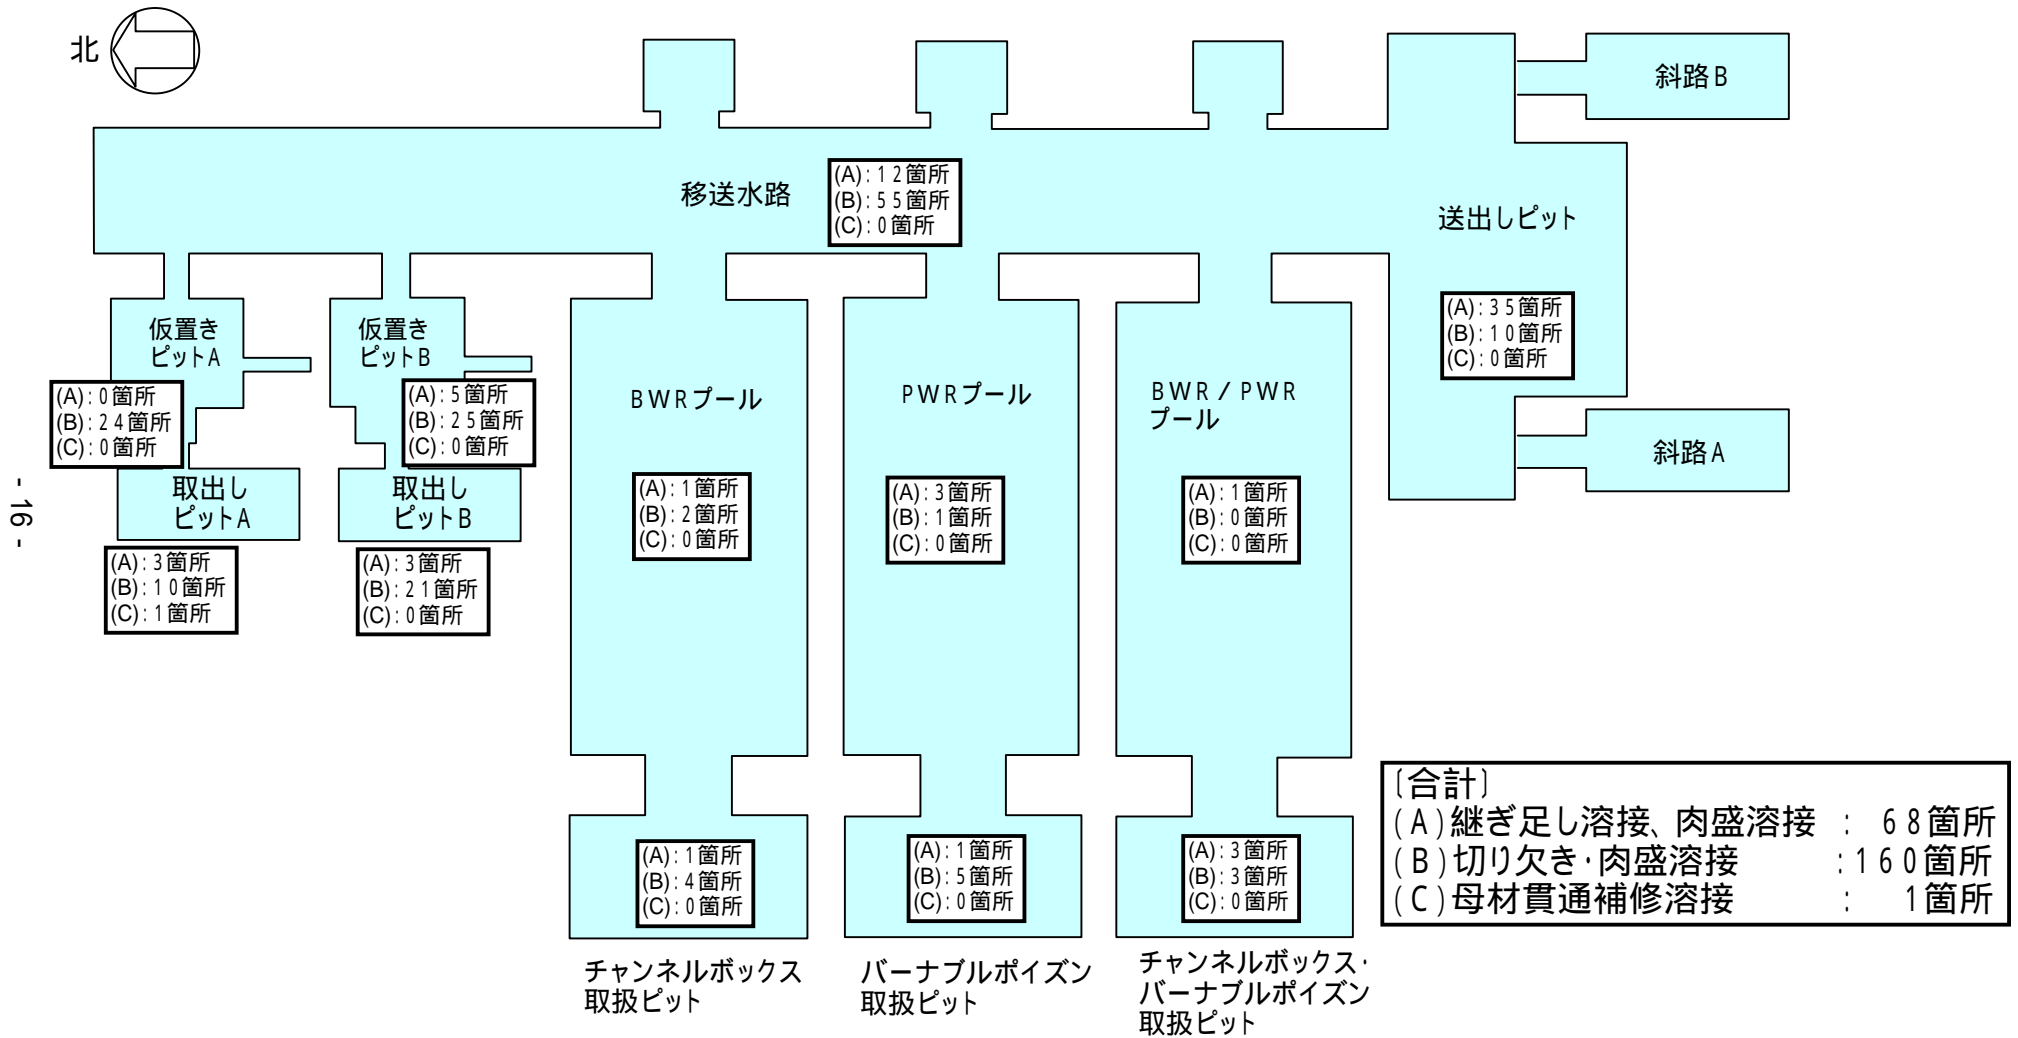 北
斜路B
移送水路
(A):12箇所
(B):55箇所
(C):0箇所
送出しピット
(A):35箇所
(B):10箇所
(C):0箇所
斜路A
仮置き
ピットA
(A):0箇所
(B):24箇所
(C):0箇所
仮置き
ピットB
(A):5箇所
(B):25箇所
(C):0箇所
取出し
ピットA
(A):3箇所
(B):10箇所
(C):1箇所
取出し
ピットB
(A):3箇所
(B):21箇所
(C):0箇所
BWRプール
(A):1箇所
(B):2箇所
(C):0箇所
PWRプール
(A):3箇所
(B):1箇所
(C):0箇所
BWR/PWR
プール
(A):1箇所
(B):0箇所
(C):0箇所
(A):1箇所
(B):4箇所
(C):0箇所
チャンネルボックス
取扱ピット
(A):1箇所
(B):5箇所
(C):0箇所
バーナブルポイズン
取扱ピット
(A):3箇所
(B):3箇所
(C):0箇所
チャンネルボックス・
バーナブルポイズン
取扱ピット
〔合計〕
(A)継ぎ足し溶接、肉盛溶接 : 68箇所
(B)切り欠き・肉盛溶接 :160箇所
(C)母材貫通補修溶接 : 1箇所
- 16 -